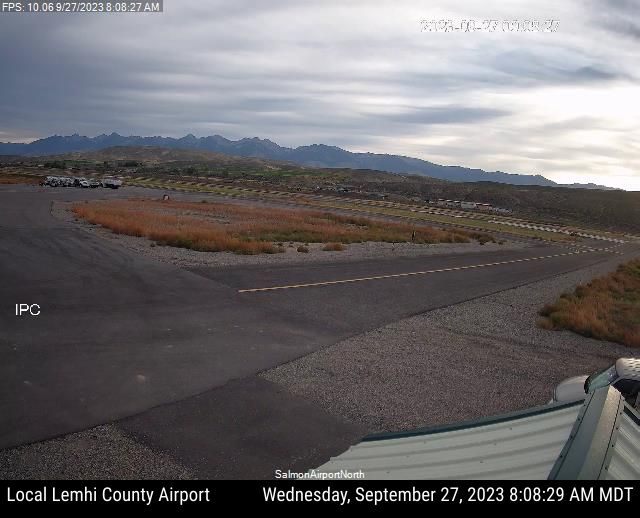 FPS: 10.06 9/27/2023 8:08:27 AM
IPC
SalmonAirportNorth
Local Lemhi County Airport Wednesday, September 27, 2023 8:08:29 AM MDT